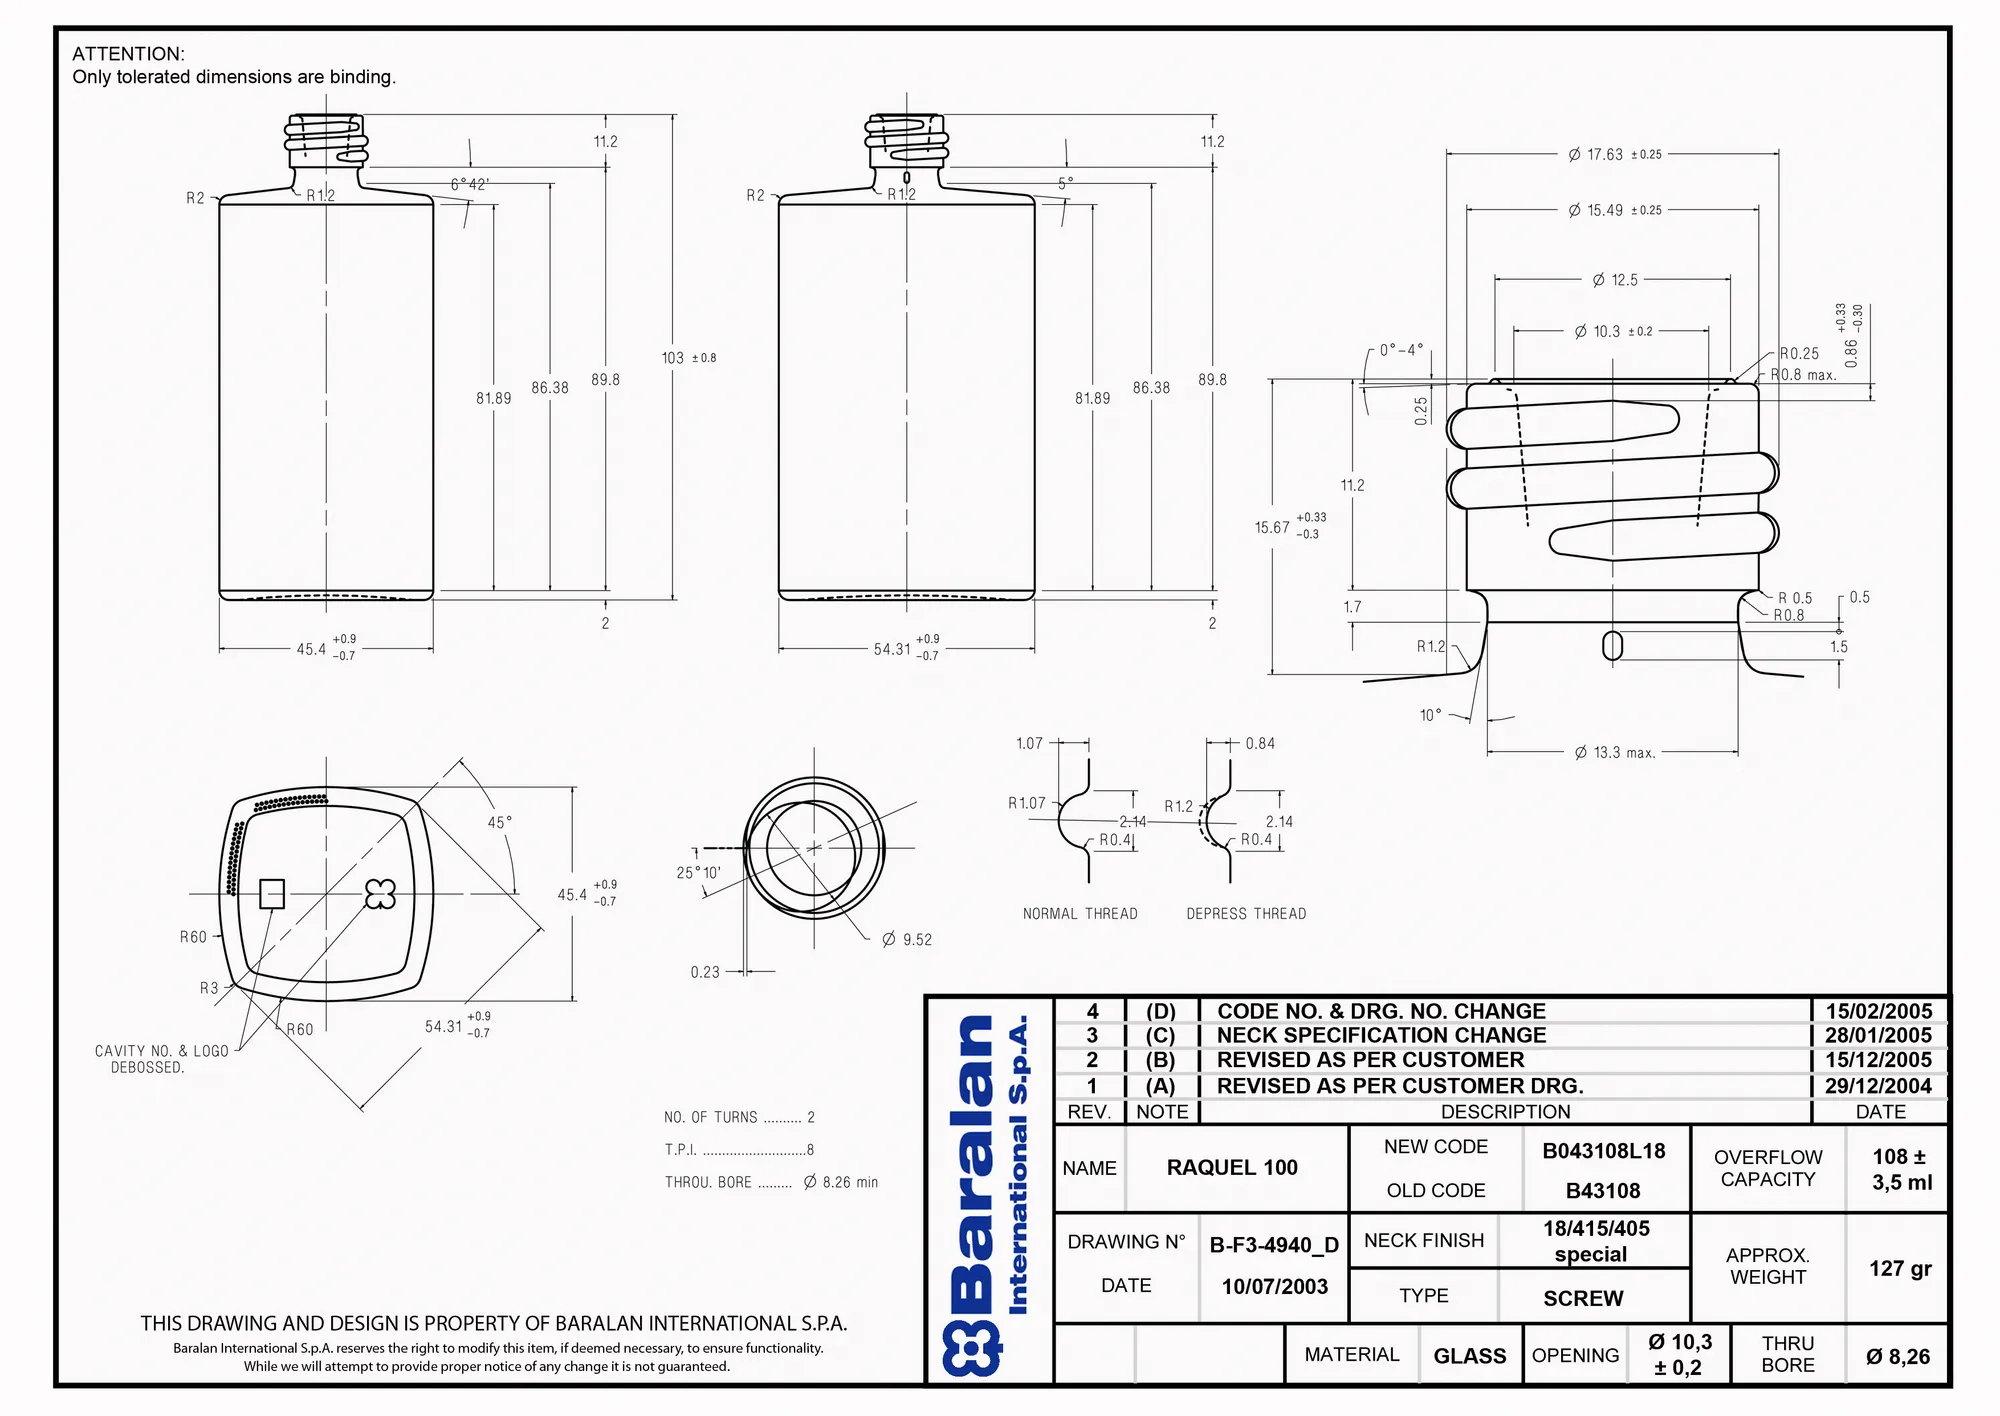 ATTENTION:
Only tolerated dimensions are binding.
11.2
6°42'
R2
R1.2
103 ±0.8
89.8
86.38
81.89
2
45.4 +0.9 -0.7
11.2
5°
R2
R1.2
89.8
86.38
81.89
2
54.31 +0.9 -0.7
Ø 17.63 ±0.25
Ø 15.49 ±0.25
Ø 12.5
Ø 10.3 ±0.2
0°-4°
0.25
R0.25
R0.8 max.
0.86 +0.33 -0.30
11.2
15.67 +0.33 -0.3
1.7
R 0.5
R0.8
0.5
1.5
R1.2
10°
Ø 13.3 max.
45°
45.4 +0.9 -0.7
R60
R3
R60
54.31 +0.9 -0.7
CAVITY NO. & LOGO
DEBOSSED.
25°10'
Ø 9.52
0.23
1.07
R1.07
2.14
R0.4
NORMAL THREAD
0.84
R1.2
2.14
R0.4
DEPRESS THREAD
NO. OF TURNS .......... 2
T.P.I. ...........................8
THROU. BORE ......... Ø 8.26 min
THIS DRAWING AND DESIGN IS PROPERTY OF BARALAN INTERNATIONAL S.P.A.
Baralan International S.p.A. reserves the right to modify this item, if deemed necessary, to ensure functionality.
While we will attempt to provide proper notice of any change it is not guaranteed.
Baralan
International S.p.A.
4 (D) CODE NO. & DRG. NO. CHANGE 15/02/2005
3 (C) NECK SPECIFICATION CHANGE 28/01/2005
2 (B) REVISED AS PER CUSTOMER 15/12/2005
1 (A) REVISED AS PER CUSTOMER DRG. 29/12/2004
REV. NOTE DESCRIPTION DATE
NAME RAQUEL 100
NEW CODE B043108L18
OLD CODE B43108
OVERFLOW
CAPACITY
108 ±
3,5 ml
DRAWING N° B-F3-4940_D
DATE 10/07/2003
NECK FINISH
18/415/405
special
TYPE SCREW
APPROX.
WEIGHT
127 gr
MATERIAL GLASS
OPENING
Ø 10,3
± 0,2
THRU
BORE
Ø 8,26